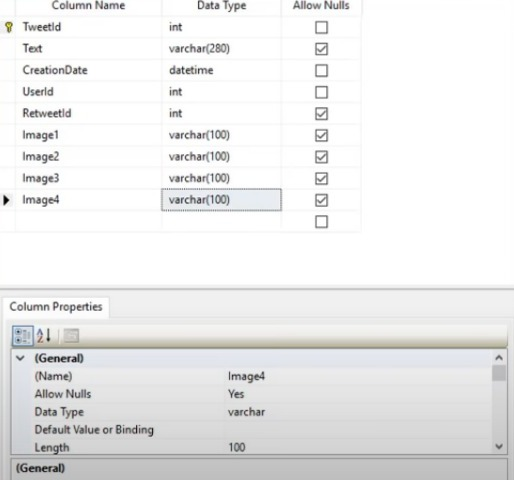 Column Name Data Type Allow Nulls
TweetId int
Text varchar(280)
CreationDate datetime
UserId int
RetweetId int
Image1 varchar(100)
Image2 varchar(100)
Image3 varchar(100)
Image4 varchar(100)
Column Properties
(General)
(Name) Image4
Allow Nulls Yes
Data Type varchar
Default Value or Binding
Length 100
(General)